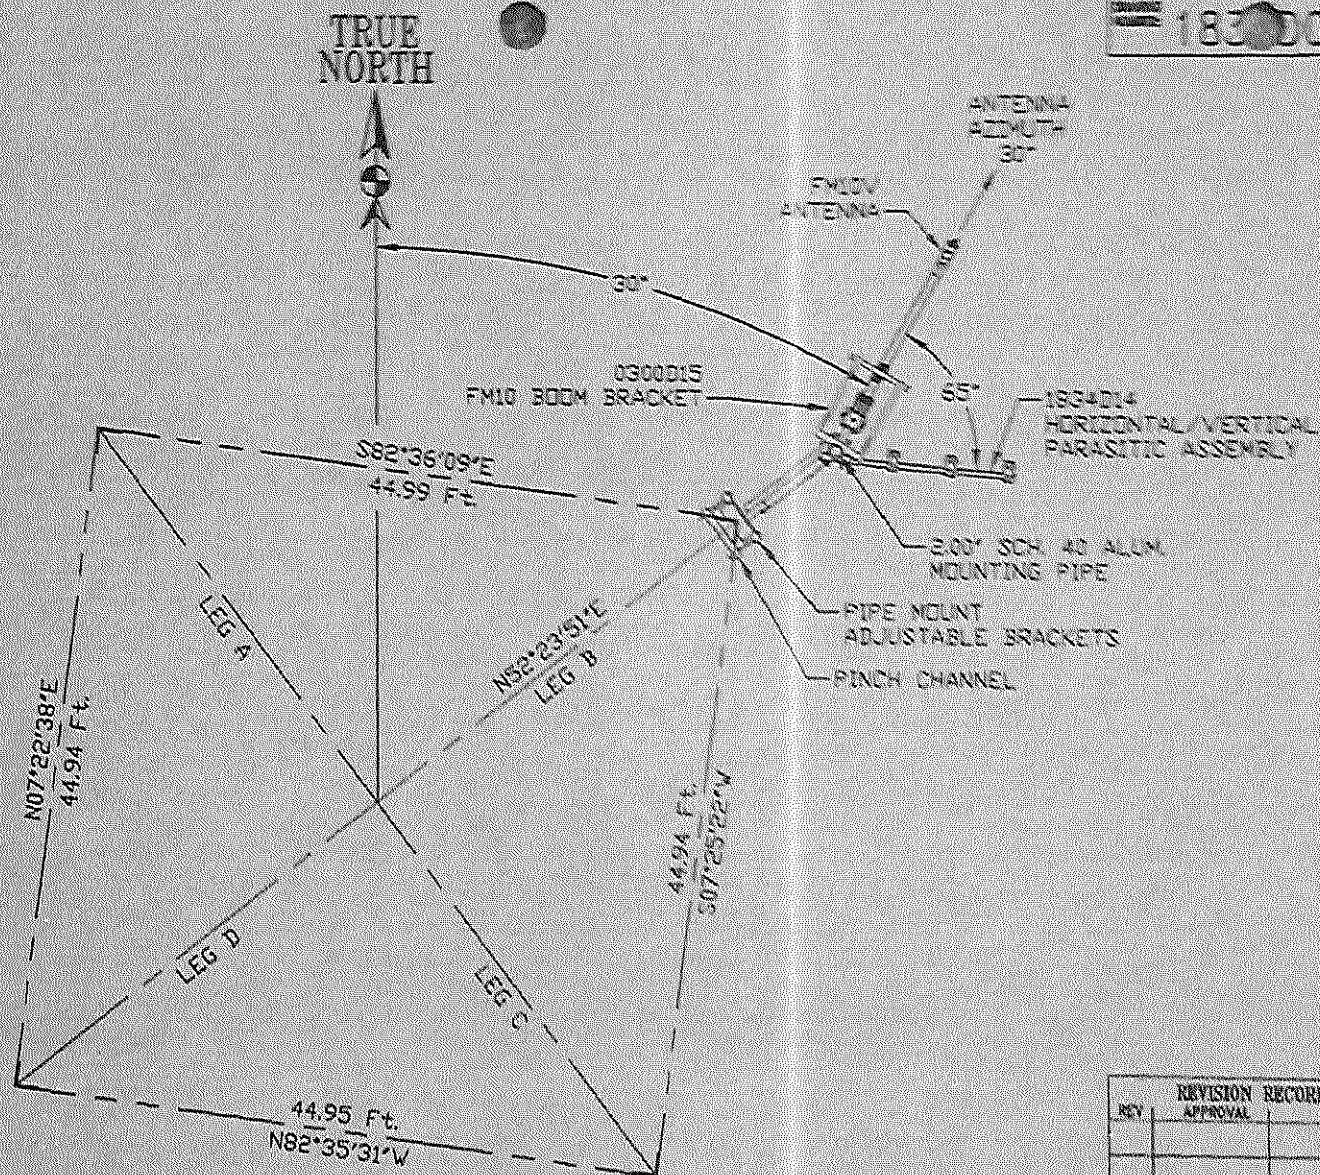 TRUE
NORTH
ANTENNA
AZIMUTH
30°
FM10V
ANTENNA
30°
0300015
FM10 BOOM BRACKET
65°
HORIZONTAL/VERTICAL
PARASITIC ASSEMBLY
S82°36'09"E
44.99 Ft.
2.00" SCH. 40 ALUM.
MOUNTING PIPE
PIPE MOUNT
ADJUSTABLE BRACKETS
PINCH CHANNEL
LEG A
N52°23'51"E
LEG B
N07°22'38"E
44.94 Ft.
44.94 Ft.
S07°25'22"W
LEG D
LEG C
44.95 Ft.
N82°35'31"W
REVISION RECOR
REV
APPROVAL